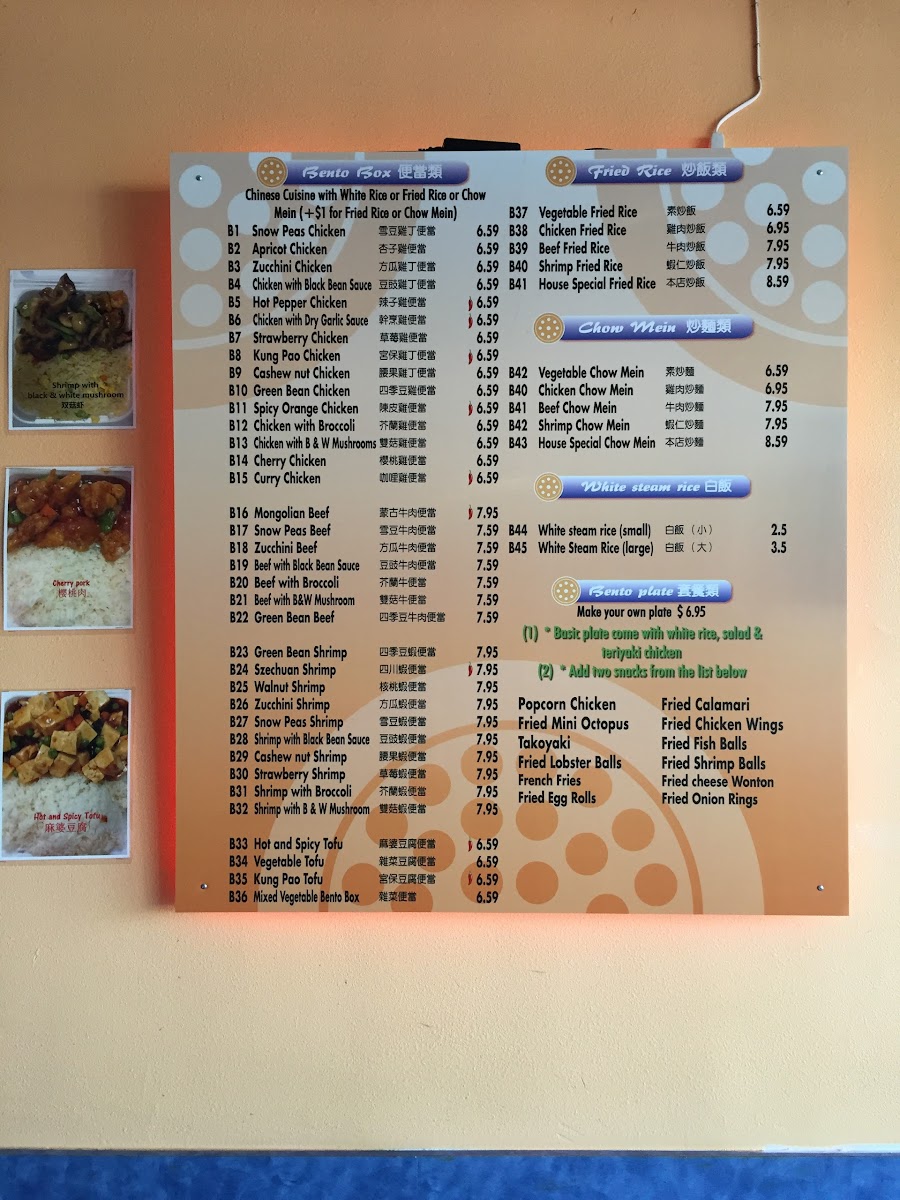 Shrimp with
black & white mushroom
双菇虾
Cherry pork
樱桃肉
Hot and Spicy Tofu
麻婆豆腐
Bento Box 便當類
Chinese Cuisine with White Rice or Fried Rice or Chow
Mein (+$1 for Fried Rice or Chow Mein)
B1 Snow Peas Chicken 雪豆雞丁便當 6.59
B2 Apricot Chicken 杏子雞便當 6.59
B3 Zucchini Chicken 方瓜雞丁便當 6.59
B4 Chicken with Black Bean Sauce 豆豉雞丁便當 6.59
B5 Hot Pepper Chicken 辣子雞便當 6.59
B6 Chicken with Dry Garlic Sauce 幹烹雞便當 6.59
B7 Strawberry Chicken 草莓雞便當 6.59
B8 Kung Pao Chicken 宮保雞丁便當 6.59
B9 Cashew nut Chicken 腰果雞丁便當 6.59
B10 Green Bean Chicken 四季豆雞便當 6.59
B11 Spicy Orange Chicken 陳皮雞便當 6.59
B12 Chicken with Broccoli 芥蘭雞便當 6.59
B13 Chicken with B & W Mushrooms 雙菇雞便當 6.59
B14 Cherry Chicken 櫻桃雞便當 6.59
B15 Curry Chicken 咖喱雞便當 6.59
B16 Mongolian Beef 蒙古牛肉便當 7.95
B17 Snow Peas Beef 雪豆牛肉便當 7.59
B18 Zucchini Beef 方瓜牛肉便當 7.59
B19 Beef with Black Bean Sauce 豆豉牛肉便當 7.59
B20 Beef with Broccoli 芥蘭牛便當 7.59
B21 Beef with B&W Mushroom 雙菇牛便當 7.59
B22 Green Bean Beef 四季豆牛肉便當 7.59
B23 Green Bean Shrimp 四季豆蝦便當 7.95
B24 Szechuan Shrimp 四川蝦便當 7.95
B25 Walnut Shrimp 核桃蝦便當 7.95
B26 Zucchini Shrimp 方瓜蝦便當 7.95
B27 Snow Peas Shrimp 雪豆蝦便當 7.95
B28 Shrimp with Black Bean Sauce 豆豉蝦便當 7.95
B29 Cashew nut Shrimp 腰果蝦便當 7.95
B30 Strawberry Shrimp 草莓蝦便當 7.95
B31 Shrimp with Broccoli 芥蘭蝦便當 7.95
B32 Shrimp with B & W Mushroom 雙菇蝦便當 7.95
B33 Hot and Spicy Tofu 麻婆豆腐便當 6.59
B34 Vegetable Tofu 雜菜豆腐便當 6.59
B35 Kung Pao Tofu 宮保豆腐便當 6.59
B36 Mixed Vegetable Bento Box 雜菜便當 6.59
Fried Rice 炒飯類
B37 Vegetable Fried Rice 素炒飯 6.59
B38 Chicken Fried Rice 雞肉炒飯 6.95
B39 Beef Fried Rice 牛肉炒飯 7.95
B40 Shrimp Fried Rice 蝦仁炒飯 7.95
B41 House Special Fried Rice 本店炒飯 8.59
Chow Mein 炒麵類
B42 Vegetable Chow Mein 素炒麵 6.59
B40 Chicken Chow Mein 雞肉炒麵 6.95
B41 Beef Chow Mein 牛肉炒麵 7.95
B42 Shrimp Chow Mein 蝦仁炒麵 7.95
B43 House Special Chow Mein 本店炒麵 8.59
White steam rice 白飯
B44 White steam rice (small) 白飯（小） 2.5
B45 White Steam Rice (large) 白飯（大） 3.5
Bento plate 套餐類
Make your own plate $ 6.95
(1) * Basic plate come with white rice, salad &
teriyaki chicken
(2) * Add two snacks from the list below
Popcorn Chicken Fried Calamari
Fried Mini Octopus Fried Chicken Wings
Takoyaki Fried Fish Balls
Fried Lobster Balls Fried Shrimp Balls
French Fries Fried cheese Wonton
Fried Egg Rolls Fried Onion Rings